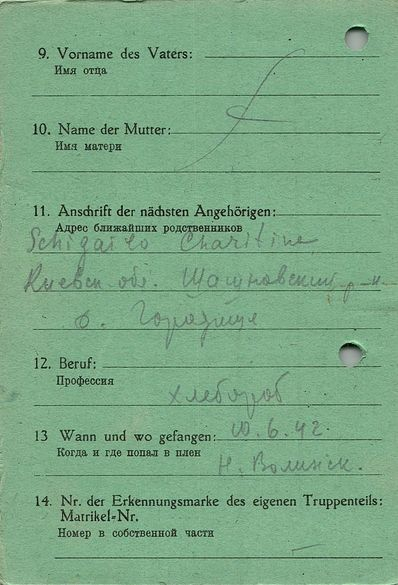 9. Vorname des Vaters:
Имя отца
10. Name der Mutter:
Имя матери
11. Anschrift der nächsten Angehörigen:
Адрес ближайших родственников
Schigailo Charitine
Киевск. обл. р-н
с. Городище
12. Beruf:
Профессия
хлебороб
13 Wann und wo gefangen: 10.6.42
Когда и где попал в плен
Н. Волинск.
14. Nr. der Erkennungsmarke des eigenen Truppenteils:
Matrikel-Nr.
Номер в собственной части